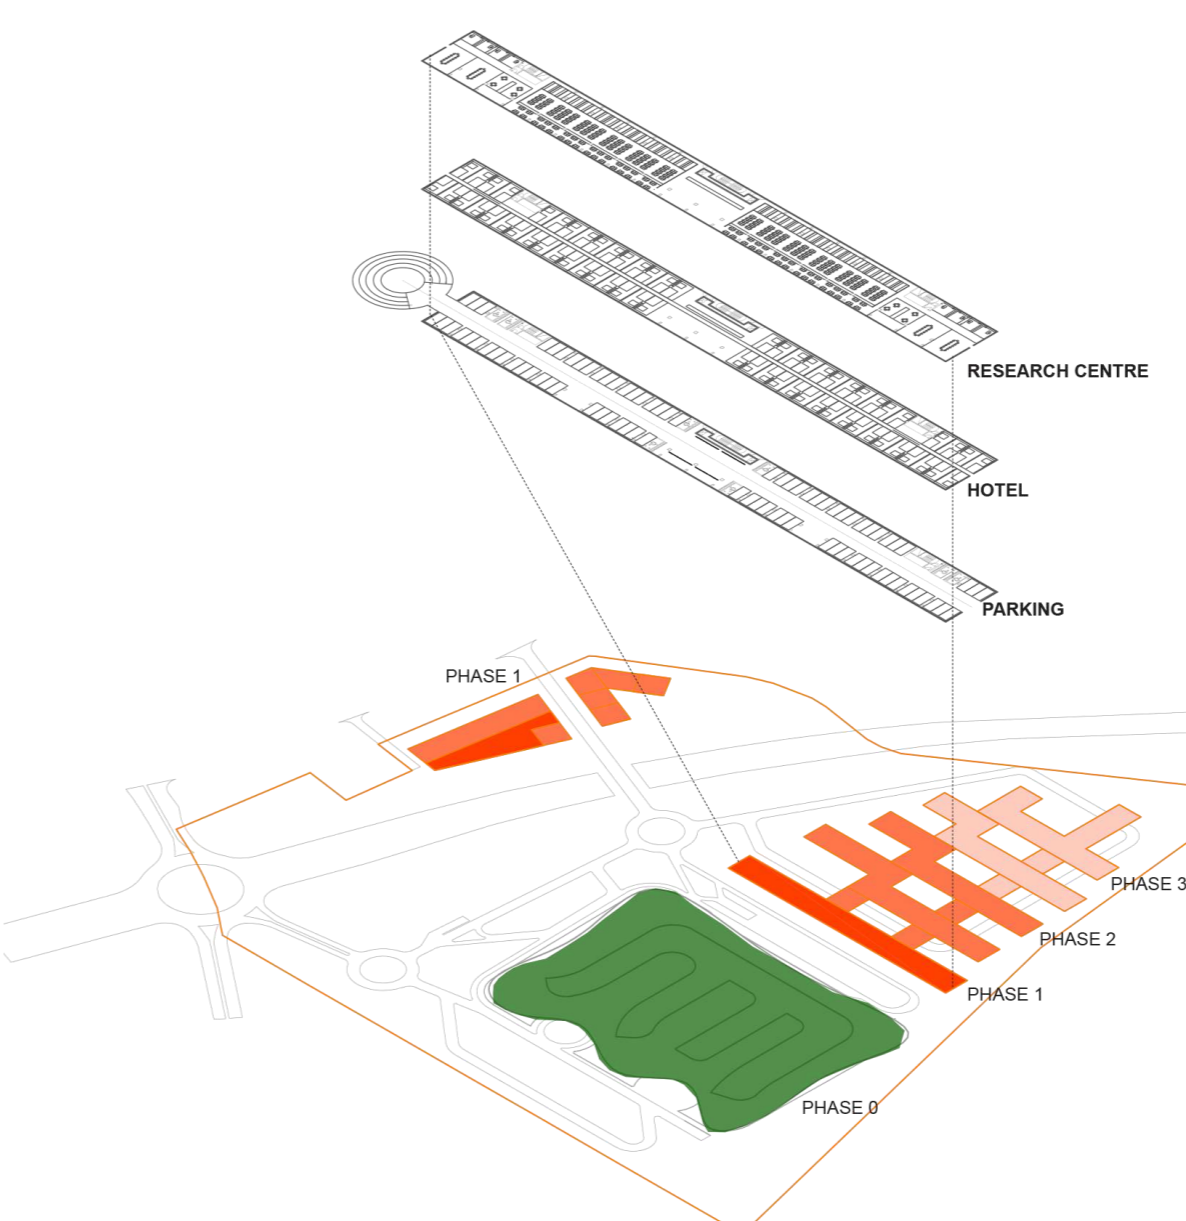 RESEARCH CENTRE
HOTEL
PARKING
PHASE 1
PHASE 3
PHASE 2
PHASE 1
PHASE 0